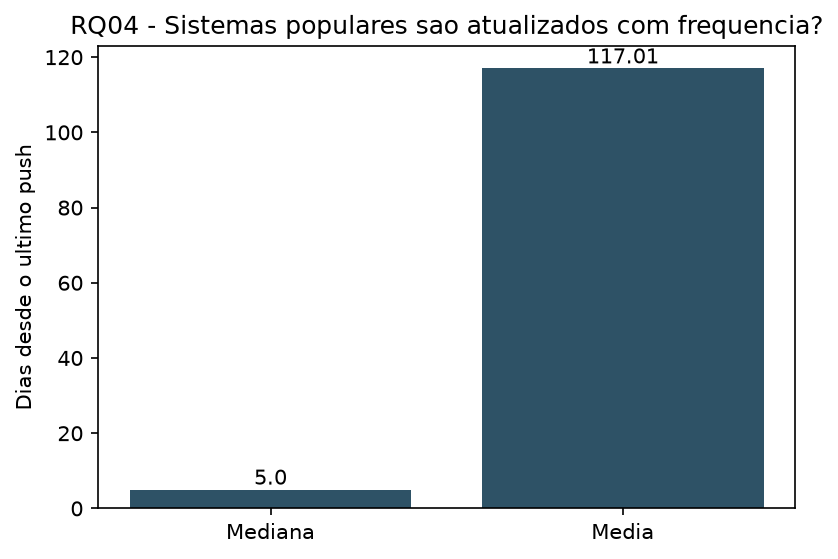 RQ04 - Sistemas populares sao atualizados com frequencia?
Dias desde o ultimo push
120
100
80
60
40
20
0
117.01
5.0
Mediana
Media